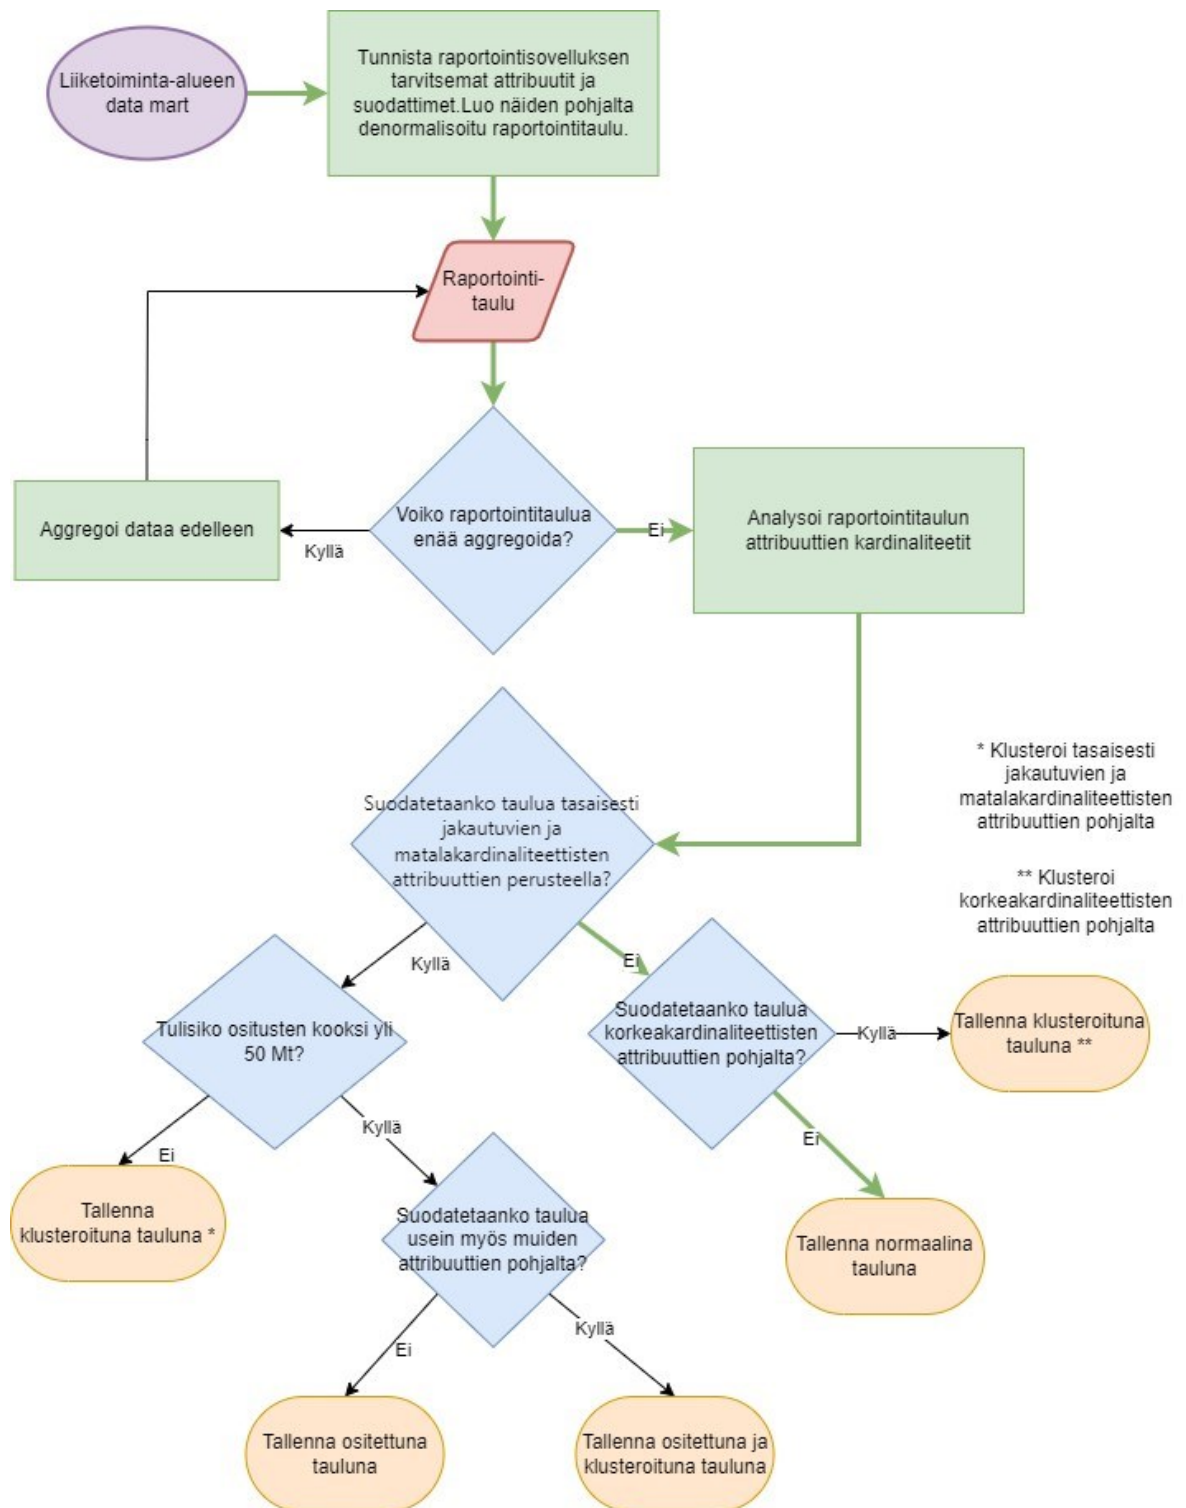 Liiketoiminta-alueen
data mart
Tunnista raportointisovelluksen
tarvitsemat attribuutit ja
suodattimet.Luo näiden pohjalta
denormalisoitu raportointitaulu.
Raportointi-
taulu
Aggregoi dataa edelleen
Kyllä
Voiko raportointitaulua
enää aggregoida?
Ei
Analysoi raportointitaulun
attribuuttien kardinaliteetit
Suodatetaanko taulua tasaisesti
jakautuvien ja
matalakardinaliteettisten
attribuuttien perusteella?
* Klusteroi tasaisesti
jakautuvien ja
matalakardinaliteettisten
attribuuttien pohjalta
** Klusteroi
korkeakardinaliteettisten
attribuuttien pohjalta
Kyllä
Ei
Tulisiko ositusten kooksi yli
50 Mt?
Suodatetaanko taulua
korkeakardinaliteettisten
attribuuttien pohjalta?
Kyllä
Tallenna klusteroituna
tauluna **
Ei
Kyllä
Ei
Tallenna
klusteroituna tauluna *
Suodatetaanko taulua
usein myös muiden
attribuuttien pohjalta?
Tallenna normaalina
tauluna
Ei
Kyllä
Tallenna ositettuna
tauluna
Tallenna ositettuna ja
klusteroituna tauluna